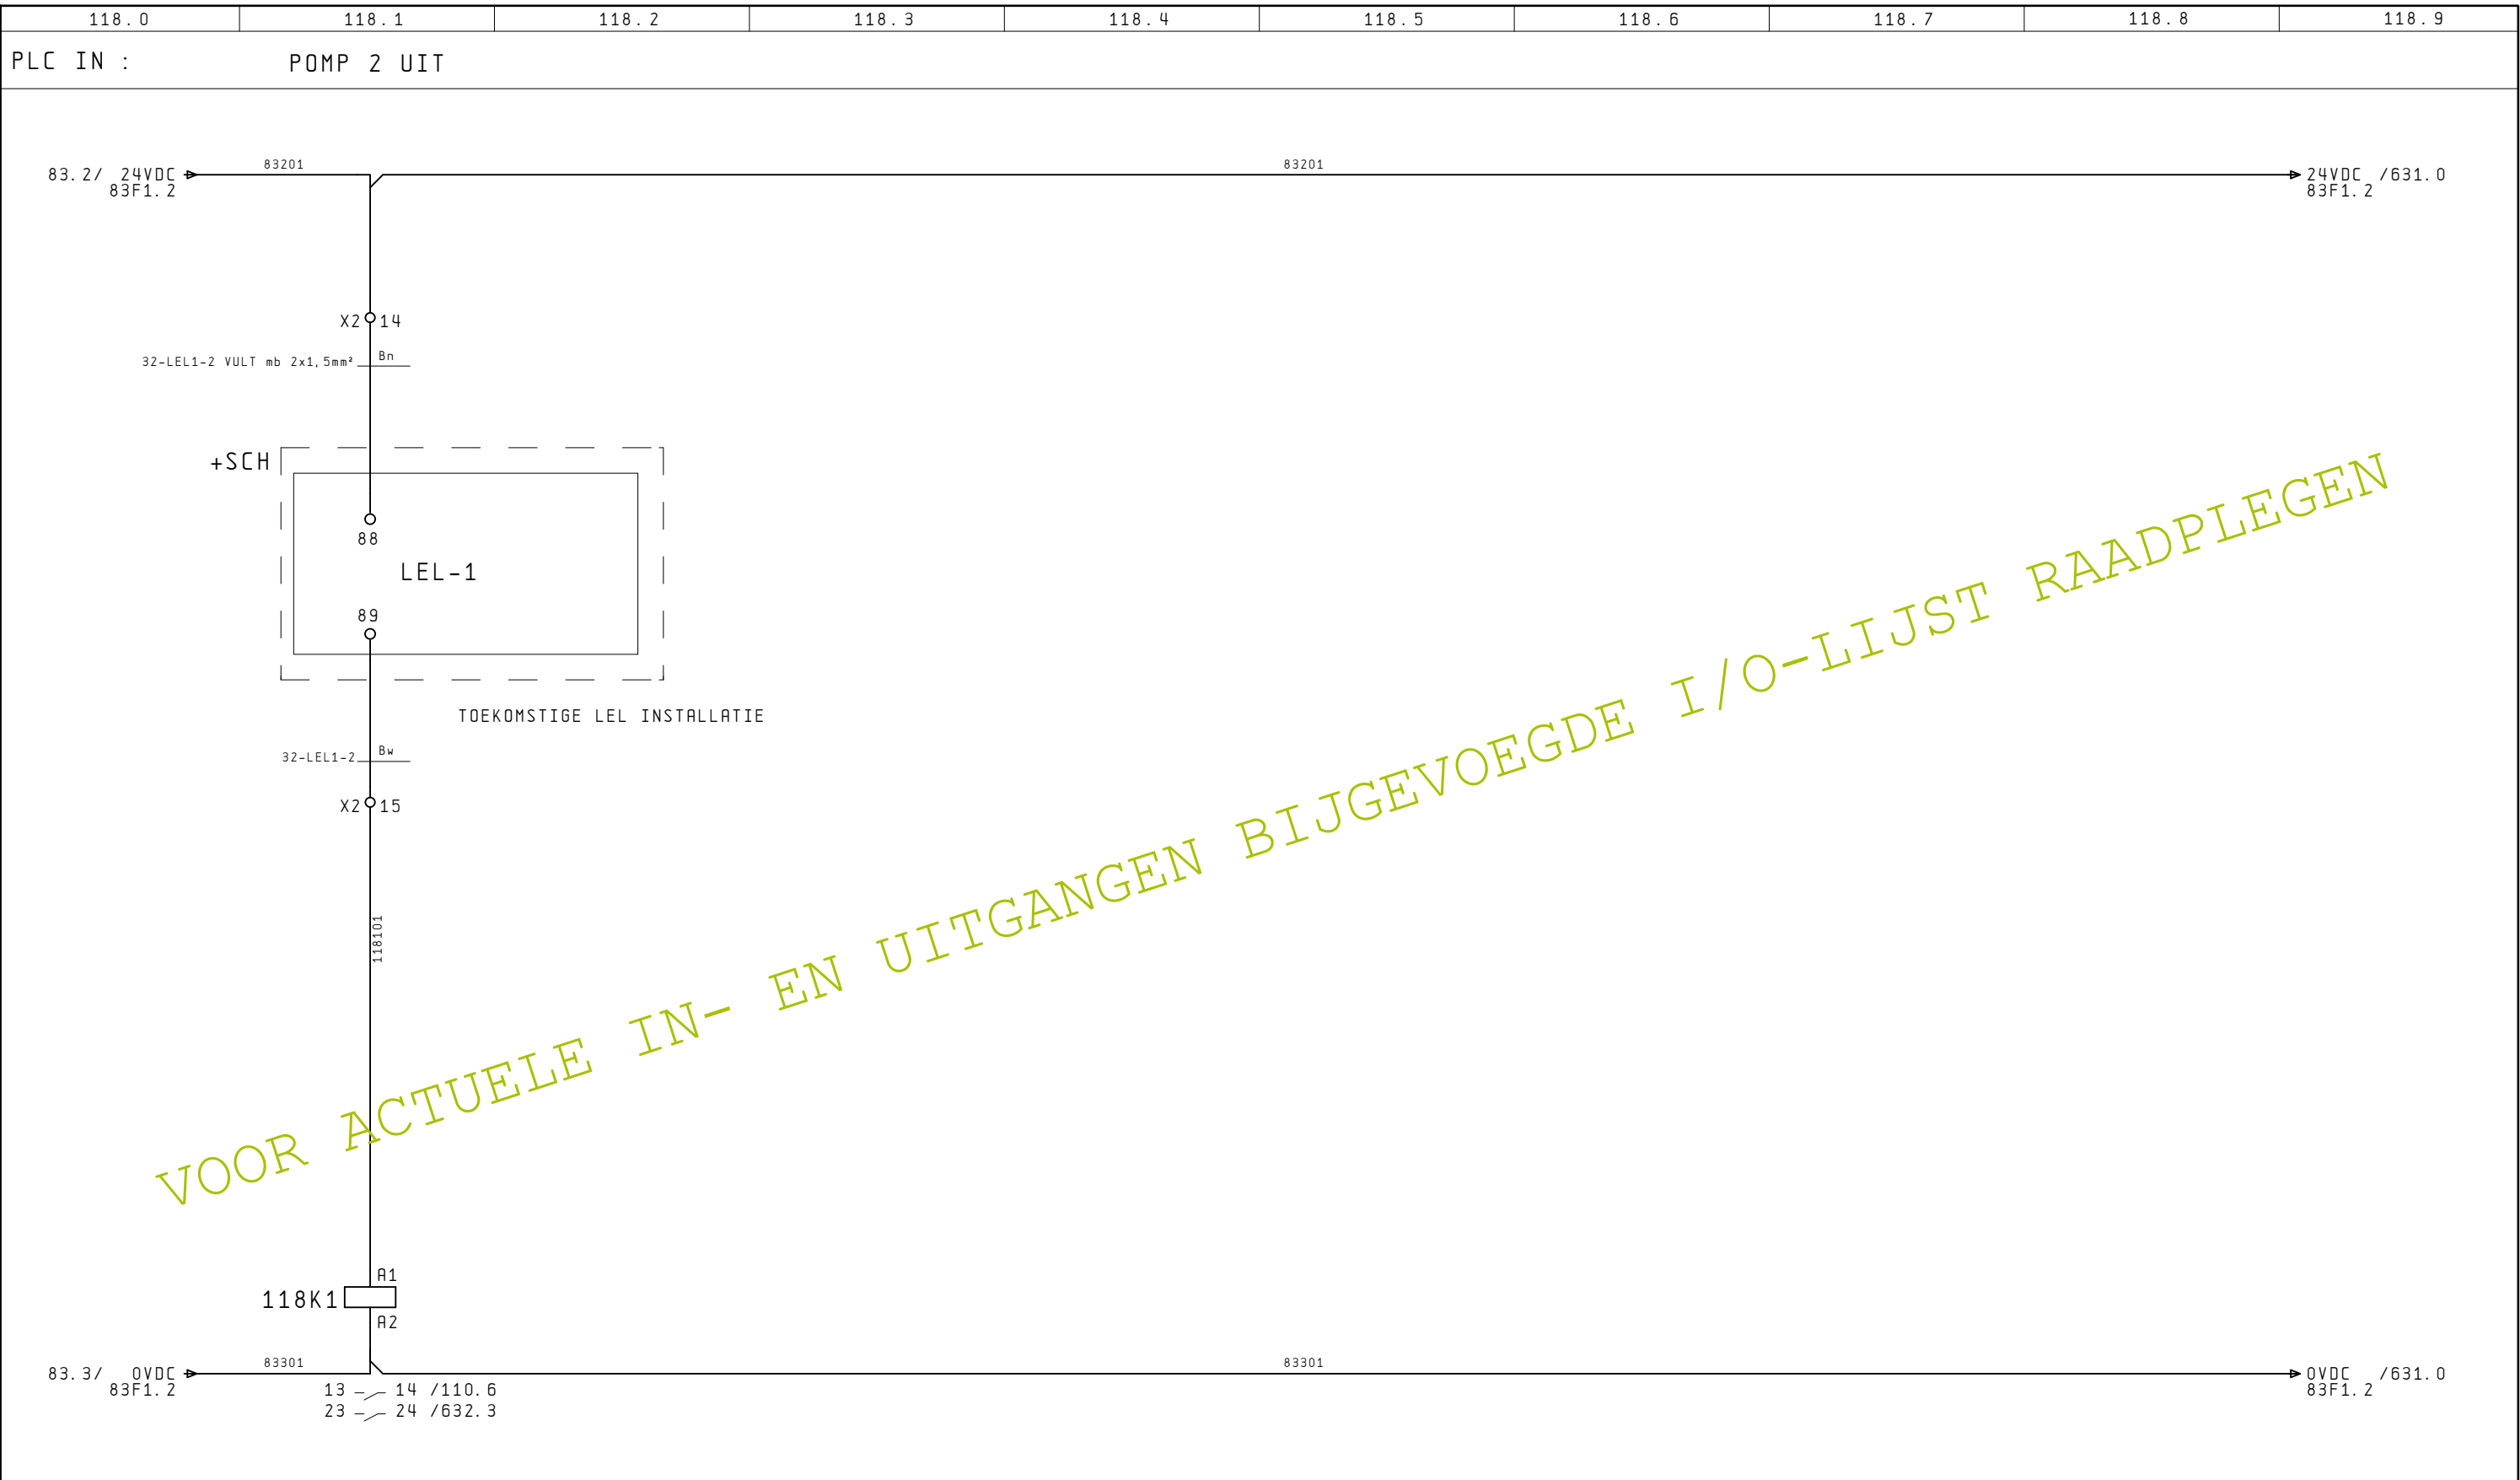 118.0 118.1 118.2 118.3 118.4 118.5 118.6 118.7 118.8 118.9
PLC IN : POMP 2 UIT
83201 83201
83.2/ 24VDC 24VDC /631.0
83F1.2 83F1.2
X2 14
32-LEL1-2 VULT mb 2x1,5mm² Bn
+SCH
88
LEL-1
89
TOEKOMSTIGE LEL INSTALLATIE
32-LEL1-2 Bw
X2 15
118101
VOOR ACTUELE IN- EN UITGANGEN BIJGEVOEGDE I/O-LIJST RAADPLEGEN
A1
118K1
A2
83301 83301
83.3/ 0VDC 0VDC /631.0
83F1.2 83F1.2
13 14 /110.6
23 24 /632.3